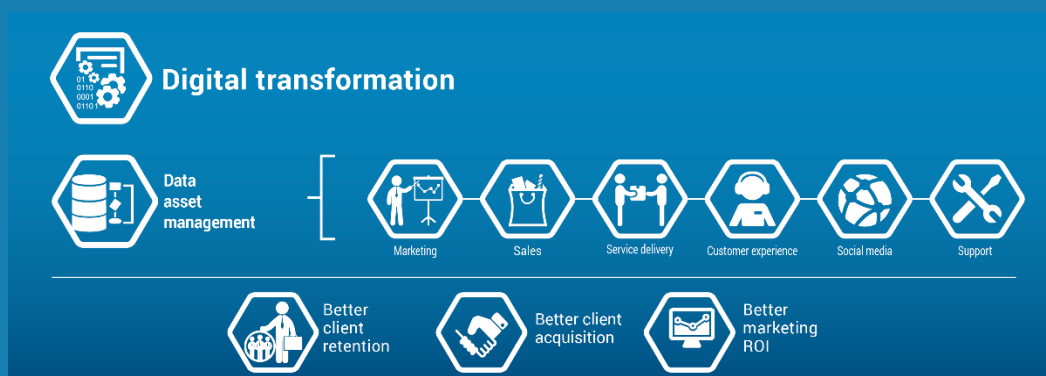 Digital transformation
01
0110
0001
01101
Data
asset
management
Marketing
Sales
Service delivery
Customer experience
Social media
Support
Better
client
retention
Better client
acquisition
Better
marketing
ROI